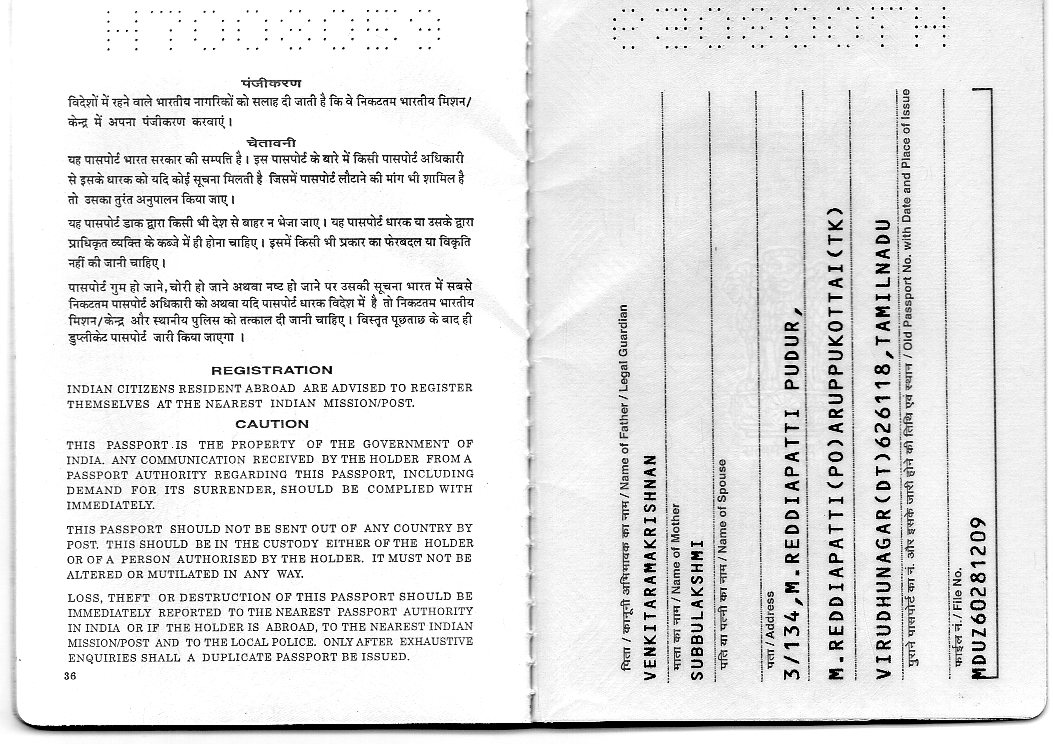 पंजीकरण
विदेशों में रहने वाले भारतीय नागरिकों को सलाह दी जाती है कि वे निकटतम भारतीय मिशन/
केन्द्र में अपना पंजीकरण करवाएं ।
चेतावनी
यह पासपोर्ट भारत सरकार की सम्पत्ति है । इस पासपोर्ट के बारे में किसी पासपोर्ट अधिकारी
से इसके धारक को यदि कोई सूचना मिलती है जिसमें पासपोर्ट लौटाने की मांग भी शामिल है
तो उसका तुरंत अनुपालन किया जाए ।
यह पासपोर्ट डाक द्वारा किसी भी देश से बाहर न भेजा जाए । यह पासपोर्ट धारक या उसके द्वारा
प्राधिकृत व्यक्ति के कब्जे में ही होना चाहिए । इसमें किसी भी प्रकार का फेरबदल या विकृति
नहीं की जानी चाहिए ।
पासपोर्ट गुम हो जाने, चोरी हो जाने अथवा नष्ट हो जाने पर उसकी सूचना भारत में सबसे
निकटतम पासपोर्ट अधिकारी को अथवा यदि पासपोर्ट धारक विदेश में है तो निकटतम भारतीय
मिशन/केन्द्र और स्थानीय पुलिस को तत्काल दी जानी चाहिए । विस्तृत पूछताछ के बाद ही
डुप्लीकेट पासपोर्ट जारी किया जाएगा ।
REGISTRATION
INDIAN CITIZENS RESIDENT ABROAD ARE ADVISED TO REGISTER
THEMSELVES AT THE NEAREST INDIAN MISSION/POST.
CAUTION
THIS PASSPORT IS THE PROPERTY OF THE GOVERNMENT OF
INDIA. ANY COMMUNICATION RECEIVED BY THE HOLDER FROM A
PASSPORT AUTHORITY REGARDING THIS PASSPORT, INCLUDING
DEMAND FOR ITS SURRENDER, SHOULD BE COMPLIED WITH
IMMEDIATELY.
THIS PASSPORT SHOULD NOT BE SENT OUT OF ANY COUNTRY BY
POST. THIS SHOULD BE IN THE CUSTODY EITHER OF THE HOLDER
OR OF A PERSON AUTHORISED BY THE HOLDER. IT MUST NOT BE
ALTERED OR MUTILATED IN ANY WAY.
LOSS, THEFT OR DESTRUCTION OF THIS PASSPORT SHOULD BE
IMMEDIATELY REPORTED TO THE NEAREST PASSPORT AUTHORITY
IN INDIA OR IF THE HOLDER IS ABROAD, TO THE NEAREST INDIAN
MISSION/POST AND TO THE LOCAL POLICE. ONLY AFTER EXHAUSTIVE
ENQUIRIES SHALL A DUPLICATE PASSPORT BE ISSUED.
36
पिता / कानूनी अभिभावक का नाम / Name of Father / Legal Guardian
VENKITARAMAKRISHNAN
माता का नाम / Name of Mother
SUBBULAKSHMI
पति या पत्नी का नाम / Name of Spouse
पता / Address
3/134,M.REDDIAPATTI PUDUR,
M.REDDIAPATTI(PO)ARUPPUKOTTAI(TK)
VIRUDHUNAGAR(DT)626118,TAMILNADU
पुराने पासपोर्ट का नं. और इसके जारी होने की तिथि एवं स्थान / Old Passport No. with Date and Place of Issue
फाईल नं. / File No.
MDUZ60281209